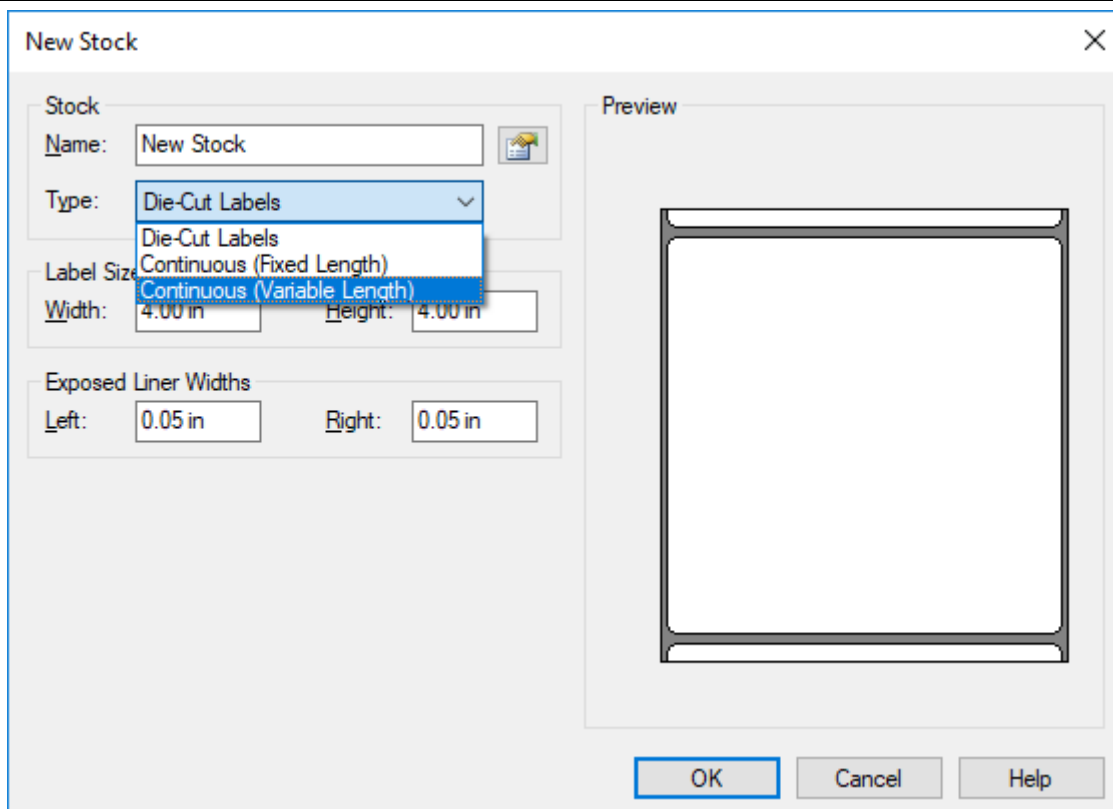 New Stock
Stock
Name: New Stock
Type: Die-Cut Labels
Die-Cut Labels
Continuous (Fixed Length)
Continuous (Variable Length)
Label Size
Width: 4.00 in Height: 4.00 in
Exposed Liner Widths
Left: 0.05 in Right: 0.05 in
Preview
OK Cancel Help